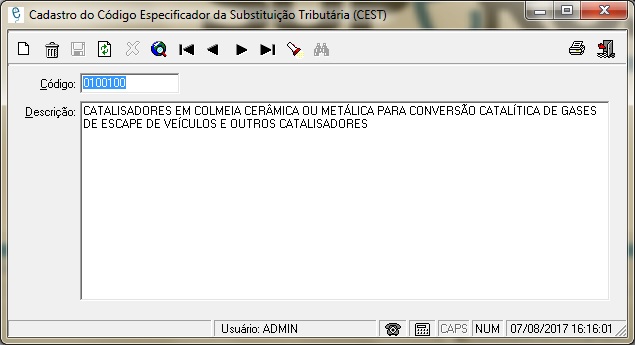 Cadastro do Código Especificador da Substituição Tributária (CEST)
Código: 0100100
Descrição: CATALISADORES EM COLMEIA CERÂMICA OU METÁLICA PARA CONVERSÃO CATALÍTICA DE GASES
DE ESCAPE DE VEÍCULOS E OUTROS CATALISADORES
Usuário: ADMIN CAPS NUM 07/08/2017 16:16:01